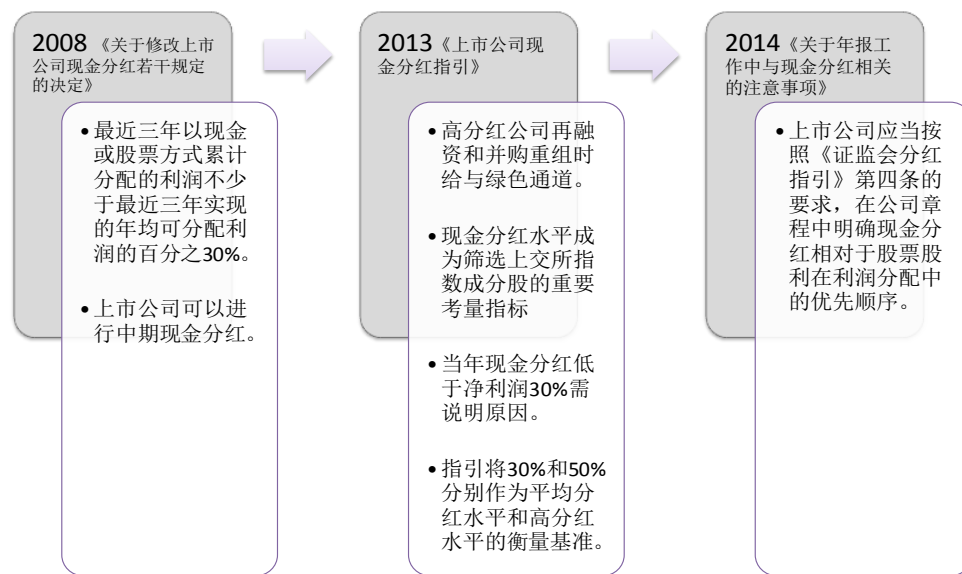 2008 《关于修改上市
公司现金分红若干规定
的决定》
• 最近三年以现金
或股票方式累计
分配的利润不少
于最近三年实现
的年均可分配利
润的百分之30%。
• 上市公司可以进
行中期现金分红。
2013《上市公司现
金分红指引》
• 高分红公司再融
资和并购重组时
给与绿色通道。
• 现金分红水平成
为筛选上交所指
数成分股的重要
考量指标
• 当年现金分红低
于净利润30%需
说明原因。
• 指引将30%和50%
分别作为平均分
红水平和高分红
水平的衡量基准。
2014《关于年报工
作中与现金分红相关
的注意事项》
• 上市公司应当按
照《证监会分红
指引》第四条的
要求，在公司章
程中明确现金分
红相对于股票股
利在利润分配中
的优先顺序。